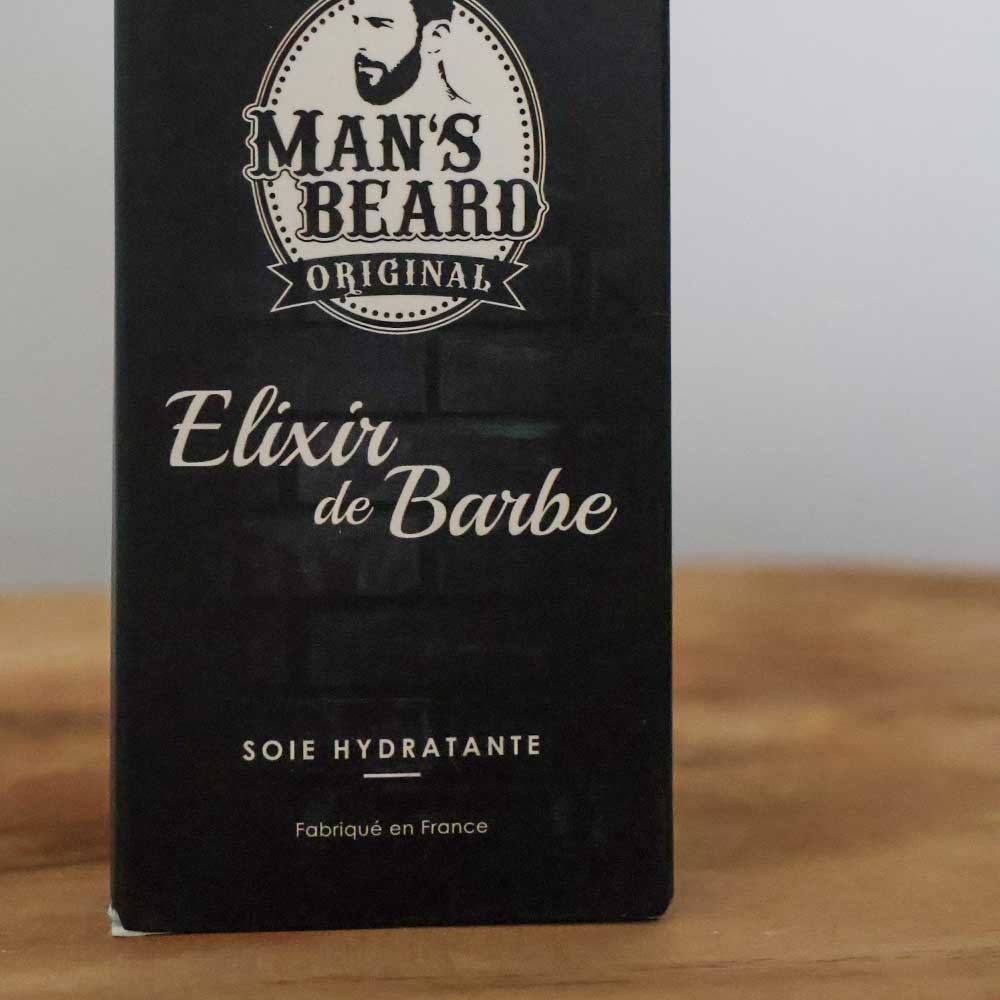 MAN'S
BEARD
ORIGINAL
Elixir
de Barbe
SOIE HYDRATANTE
Fabriqué en France